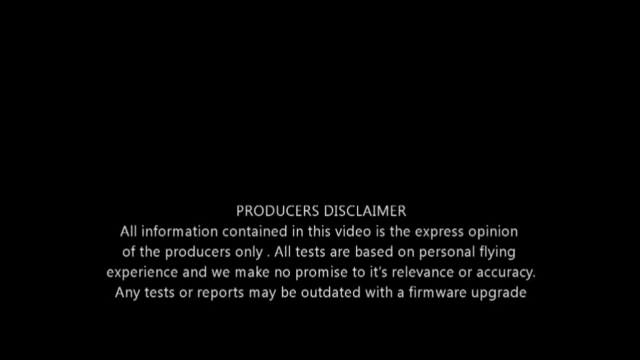 PRODUCERS DISCLAIMER
All information contained in this video is the express opinion
of the producers only . All tests are based on personal flying
experience and we make no promise to it's relevance or accuracy.
Any tests or reports may be outdated with a firmware upgrade